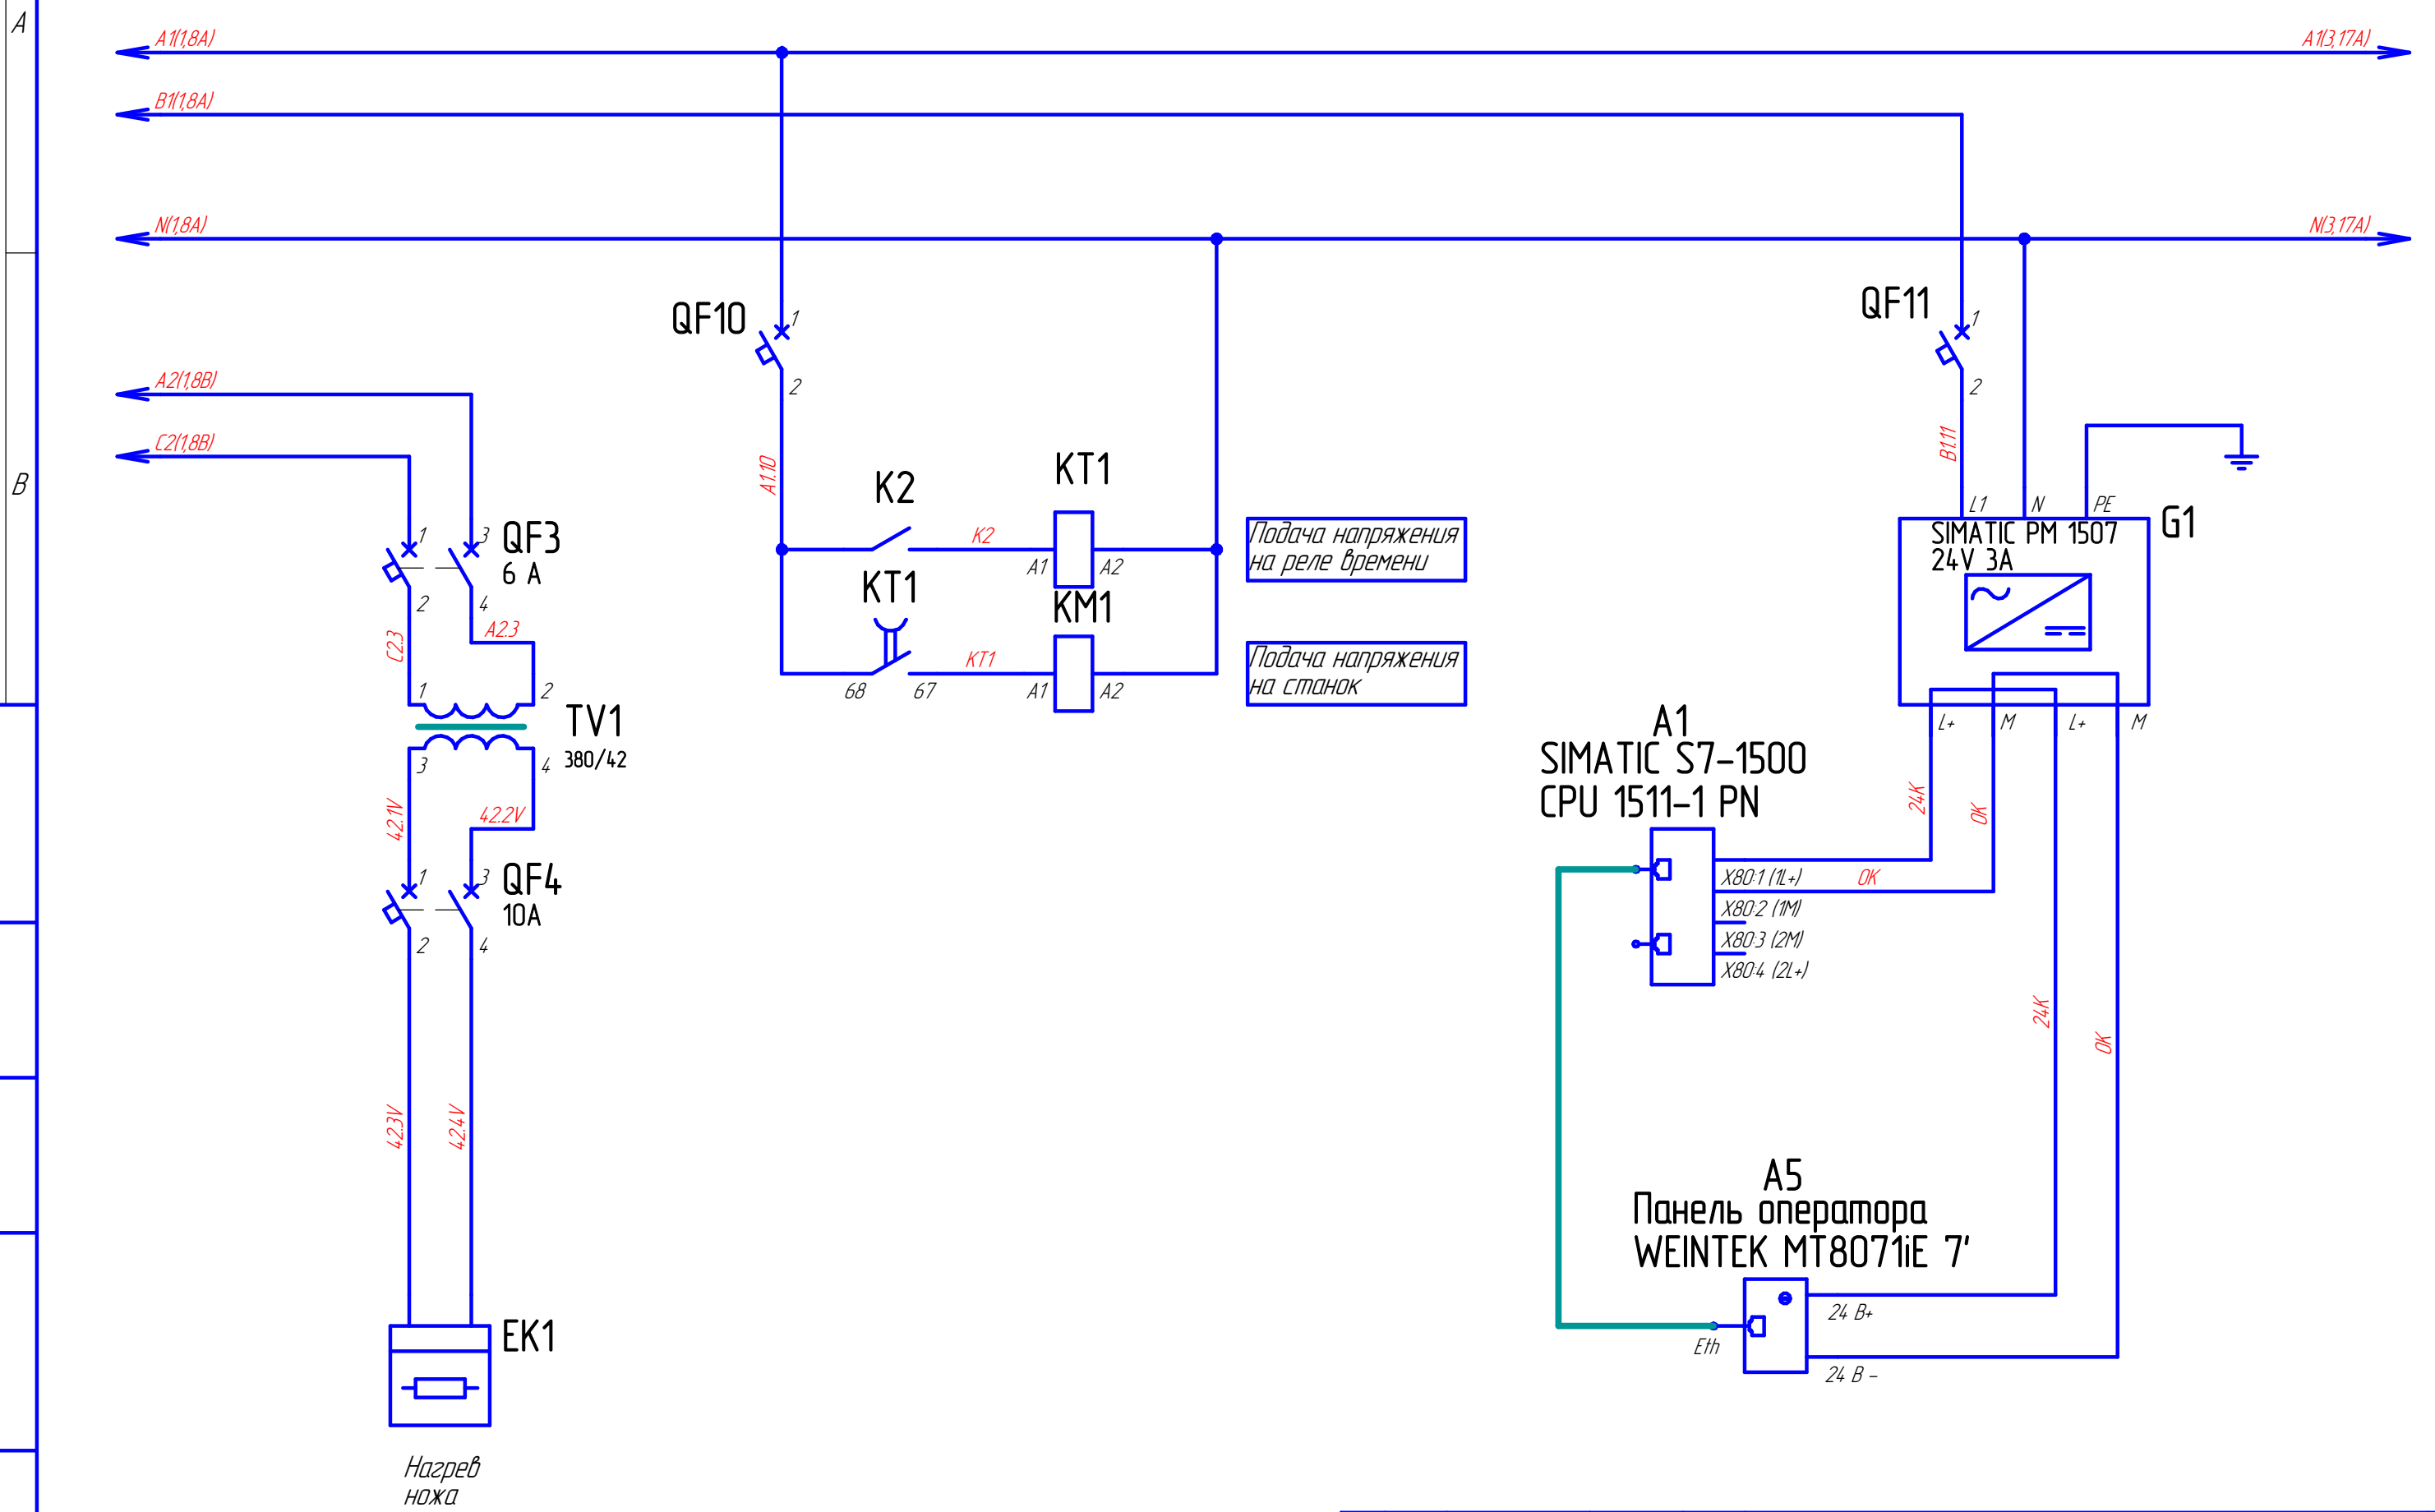 A
A1(1,8A)
A1(3,17A)
B1(1,8A)
N(1,8A)
N(3,17A)
QF10
1
2
QF11
1
2
A2(1,8B)
C2(1,8B)
B
A1.10
B1.11
K2
K2
KT1
A1
A2
KT1
68
67
KT1
KM1
A1
A2
Подача напряжения
на реле времени
Подача напряжения
на станок
L1
N
PE
G1
SIMATIC PM 1507
24V 3A
L+
M
L+
M
1
3
QF3
6 A
2
4
C2.3
A2.3
1
2
TV1
380/42
3
4
42.1V
42.2V
1
3
QF4
10A
2
4
42.3V
42.4V
EK1
Нагрев
ножа
A1
SIMATIC S7-1500
CPU 1511-1 PN
24K
0K
X80:1 (1L+)
0K
X80:2 (1M)
X80:3 (2M)
X80:4 (2L+)
24K
0K
A5
Панель оператора
WEINTEK MT8071iE 7'
24 В+
Eth
24 В -